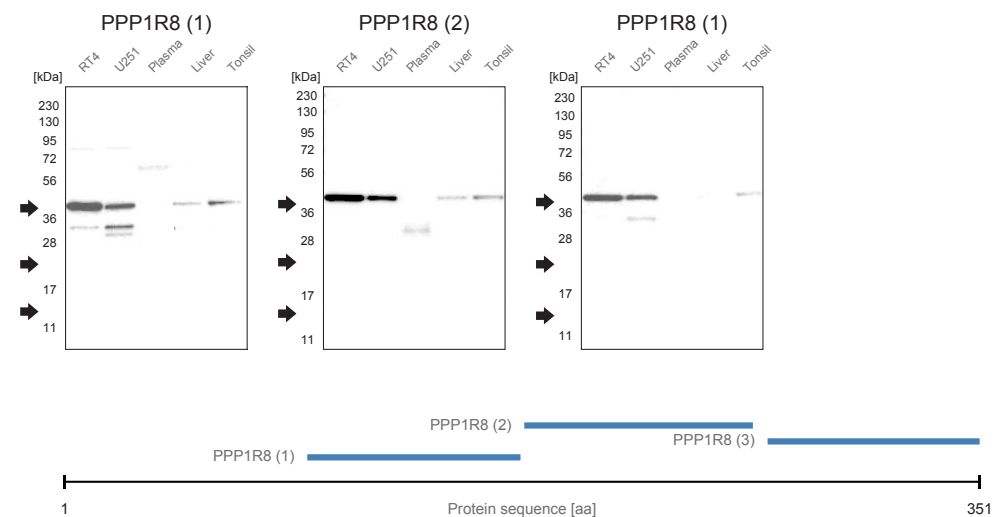 PPP1R8 (1) PPP1R8 (2) PPP1R8 (1)
RT4 U251 Plasma Liver Tonsil RT4 U251 Plasma Liver Tonsil RT4 U251 Plasma Liver Tonsil
[kDa] [kDa] [kDa]
230 230 230
130 130 130
95 95 95
72 72 72
56 56 56
36 36 36
28 28 28
17 17 17
11 11 11
PPP1R8 (2)
PPP1R8 (3)
PPP1R8 (1)
1 Protein sequence [aa] 351